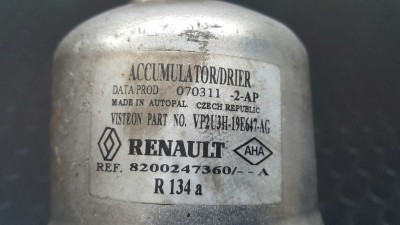 ACCUMULATOR/DRIER
DATA PROD 070311 -2-AP
MADE IN AUTOPAL. CZECH REPUBLIC
VISTEON PART NO. VP2U3H-19E647-AG
RENAULT AHA
REF. 8200247360/-- A
R 134 a